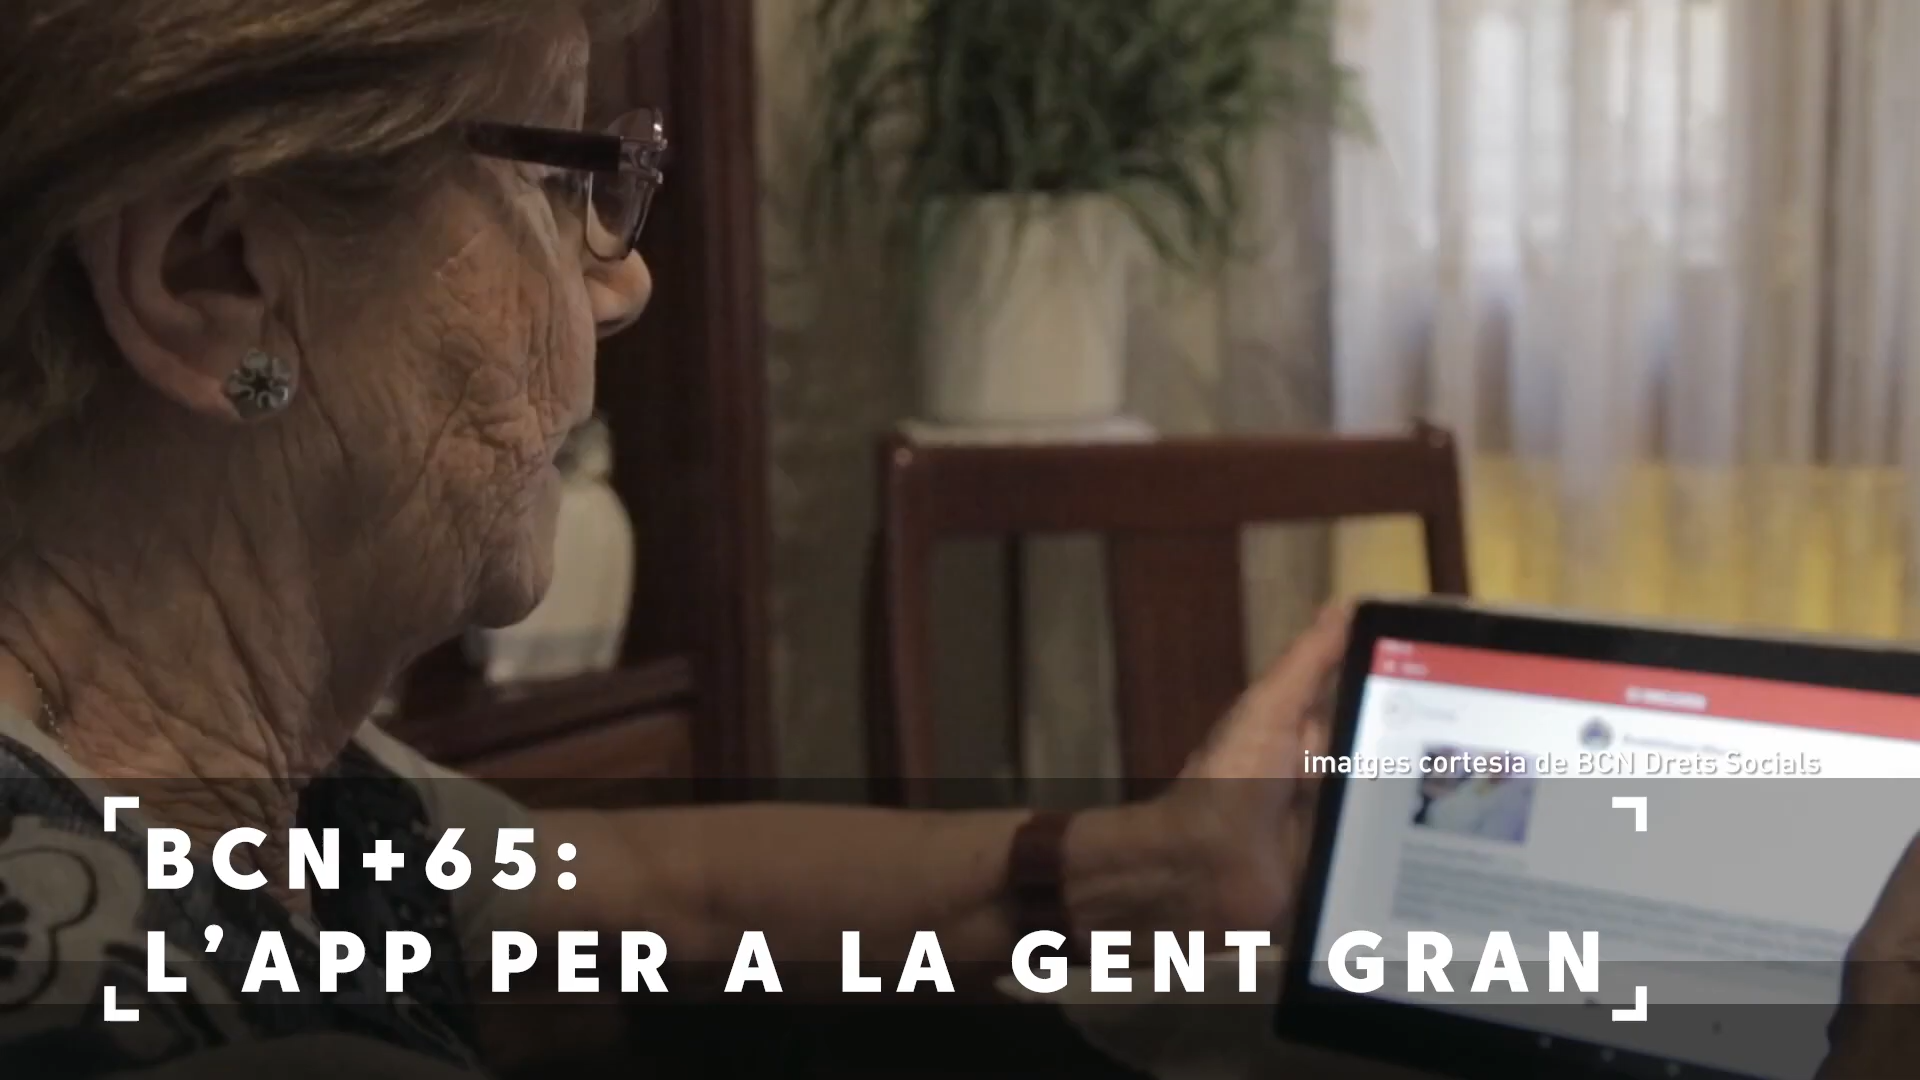 imatges cortesia de BCN Drets Socials
BCN+65:
L'APP PER A LA GENT GRAN